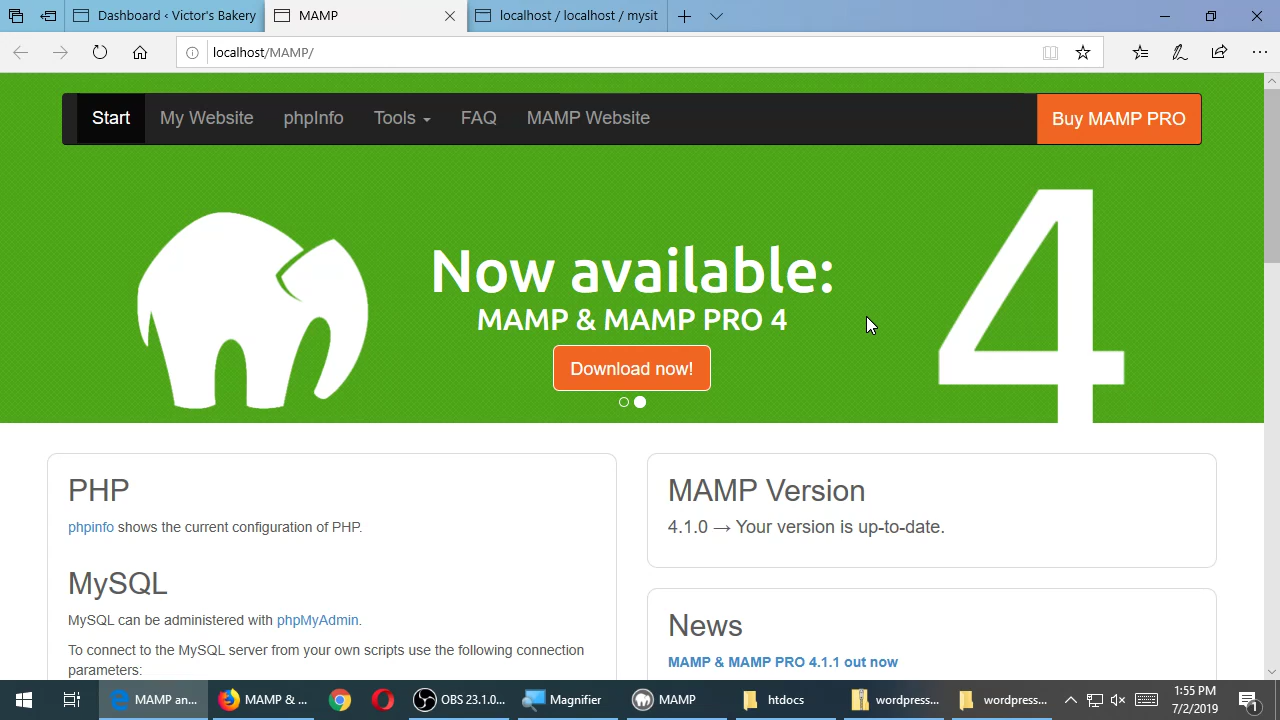 Dashboard ‹ Victor's Bakery
MAMP
localhost / localhost / mysit
localhost/MAMP/
Start
My Website
phpInfo
Tools
FAQ
MAMP Website
Buy MAMP PRO
Now available:
MAMP & MAMP PRO 4
Download now!
4
PHP
phpinfo shows the current configuration of PHP.
MySQL
MySQL can be administered with phpMyAdmin.
To connect to the MySQL server from your own scripts use the following connection
parameters:
MAMP Version
4.1.0 → Your version is up-to-date.
News
MAMP & MAMP PRO 4.1.1 out now
MAMP an...
MAMP & ...
OBS 23.1.0...
Magnifier
MAMP
htdocs
wordpress...
wordpress...
1:55 PM
7/2/2019
1